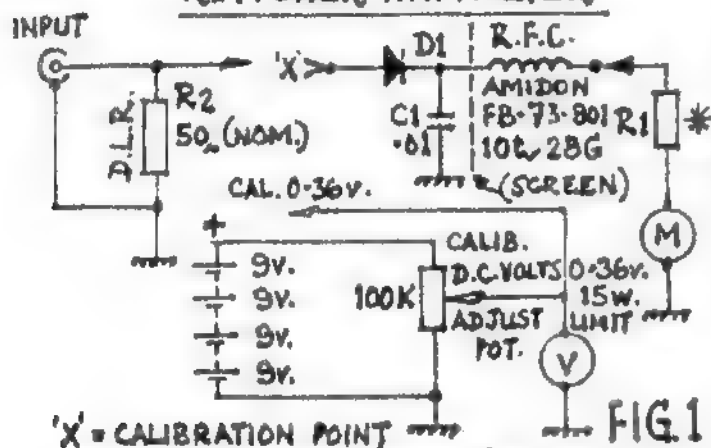 INPUT
'X'
D1
R.F.C.
AMIDON
FB-73-801
10t, 28G
(SCREEN)
D.L.R.
R2
50Ω (NOM.)
C1
.01
R1 *
M
CAL. 0-36V.
+
9V.
9V.
9V.
9V.
100K
CALIB.
D.C. VOLTS 0-36V.
ADJUST
POT.
15W.
LIMIT
V
'X' = CALIBRATION POINT
FIG.1